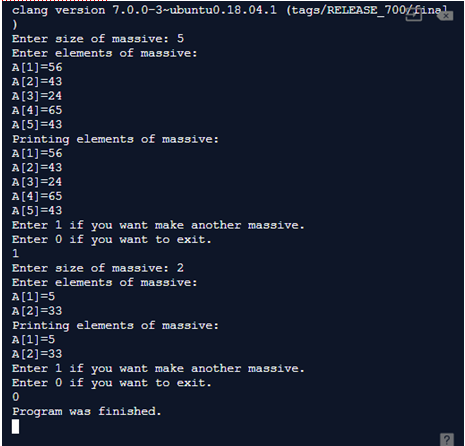 clang version 7.0.0-3~ubuntu0.18.04.1 (tags/RELEASE_700/final
)
Enter size of massive: 5
Enter elements of massive:
A[1]=56
A[2]=43
A[3]=24
A[4]=65
A[5]=43
Printing elements of massive:
A[1]=56
A[2]=43
A[3]=24
A[4]=65
A[5]=43
Enter 1 if you want make another massive.
Enter 0 if you want to exit.
1
Enter size of massive: 2
Enter elements of massive:
A[1]=5
A[2]=33
Printing elements of massive:
A[1]=5
A[2]=33
Enter 1 if you want make another massive.
Enter 0 if you want to exit.
0
Program was finished.
?